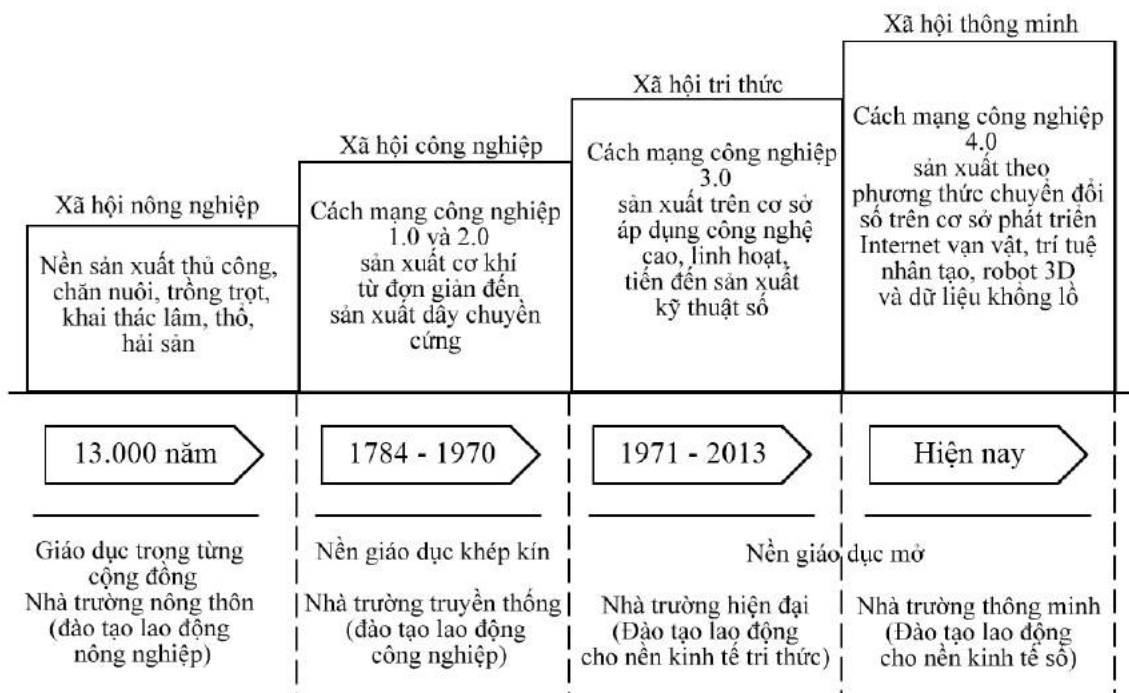 Xã hội nông nghiệp
Nền sản xuất thủ công,
chăn nuôi, trồng trọt,
khai thác lâm, thổ,
hải sản
Xã hội công nghiệp
Cách mạng công nghiệp
1.0 và 2.0
sản xuất cơ khí
từ đơn giản đến
sản xuất dây chuyền
cứng
Xã hội tri thức
Cách mạng công nghiệp
3.0
sản xuất trên cơ sở
áp dụng công nghệ
cao, linh hoạt,
tiến đến sản xuất
kỹ thuật số
Xã hội thông minh
Cách mạng công nghiệp
4.0
sản xuất theo
phương thức chuyển đổi
số trên cơ sở phát triển
Internet vạn vật, trí tuệ
nhân tạo, robot 3D
và dữ liệu khổng lồ
13.000 năm
1784 - 1970
1971 - 2013
Hiện nay
Giáo dục trong từng
cộng đồng
Nhà trường nông thôn
(đào tạo lao động
nông nghiệp)
Nền giáo dục khép kín
Nhà trường truyền thống
(đào tạo lao động
công nghiệp)
Nền giáo dục mở
Nhà trường hiện đại
(Đào tạo lao động
cho nền kinh tế tri thức)
Nhà trường thông minh
(Đào tạo lao động
cho nền kinh tế số)